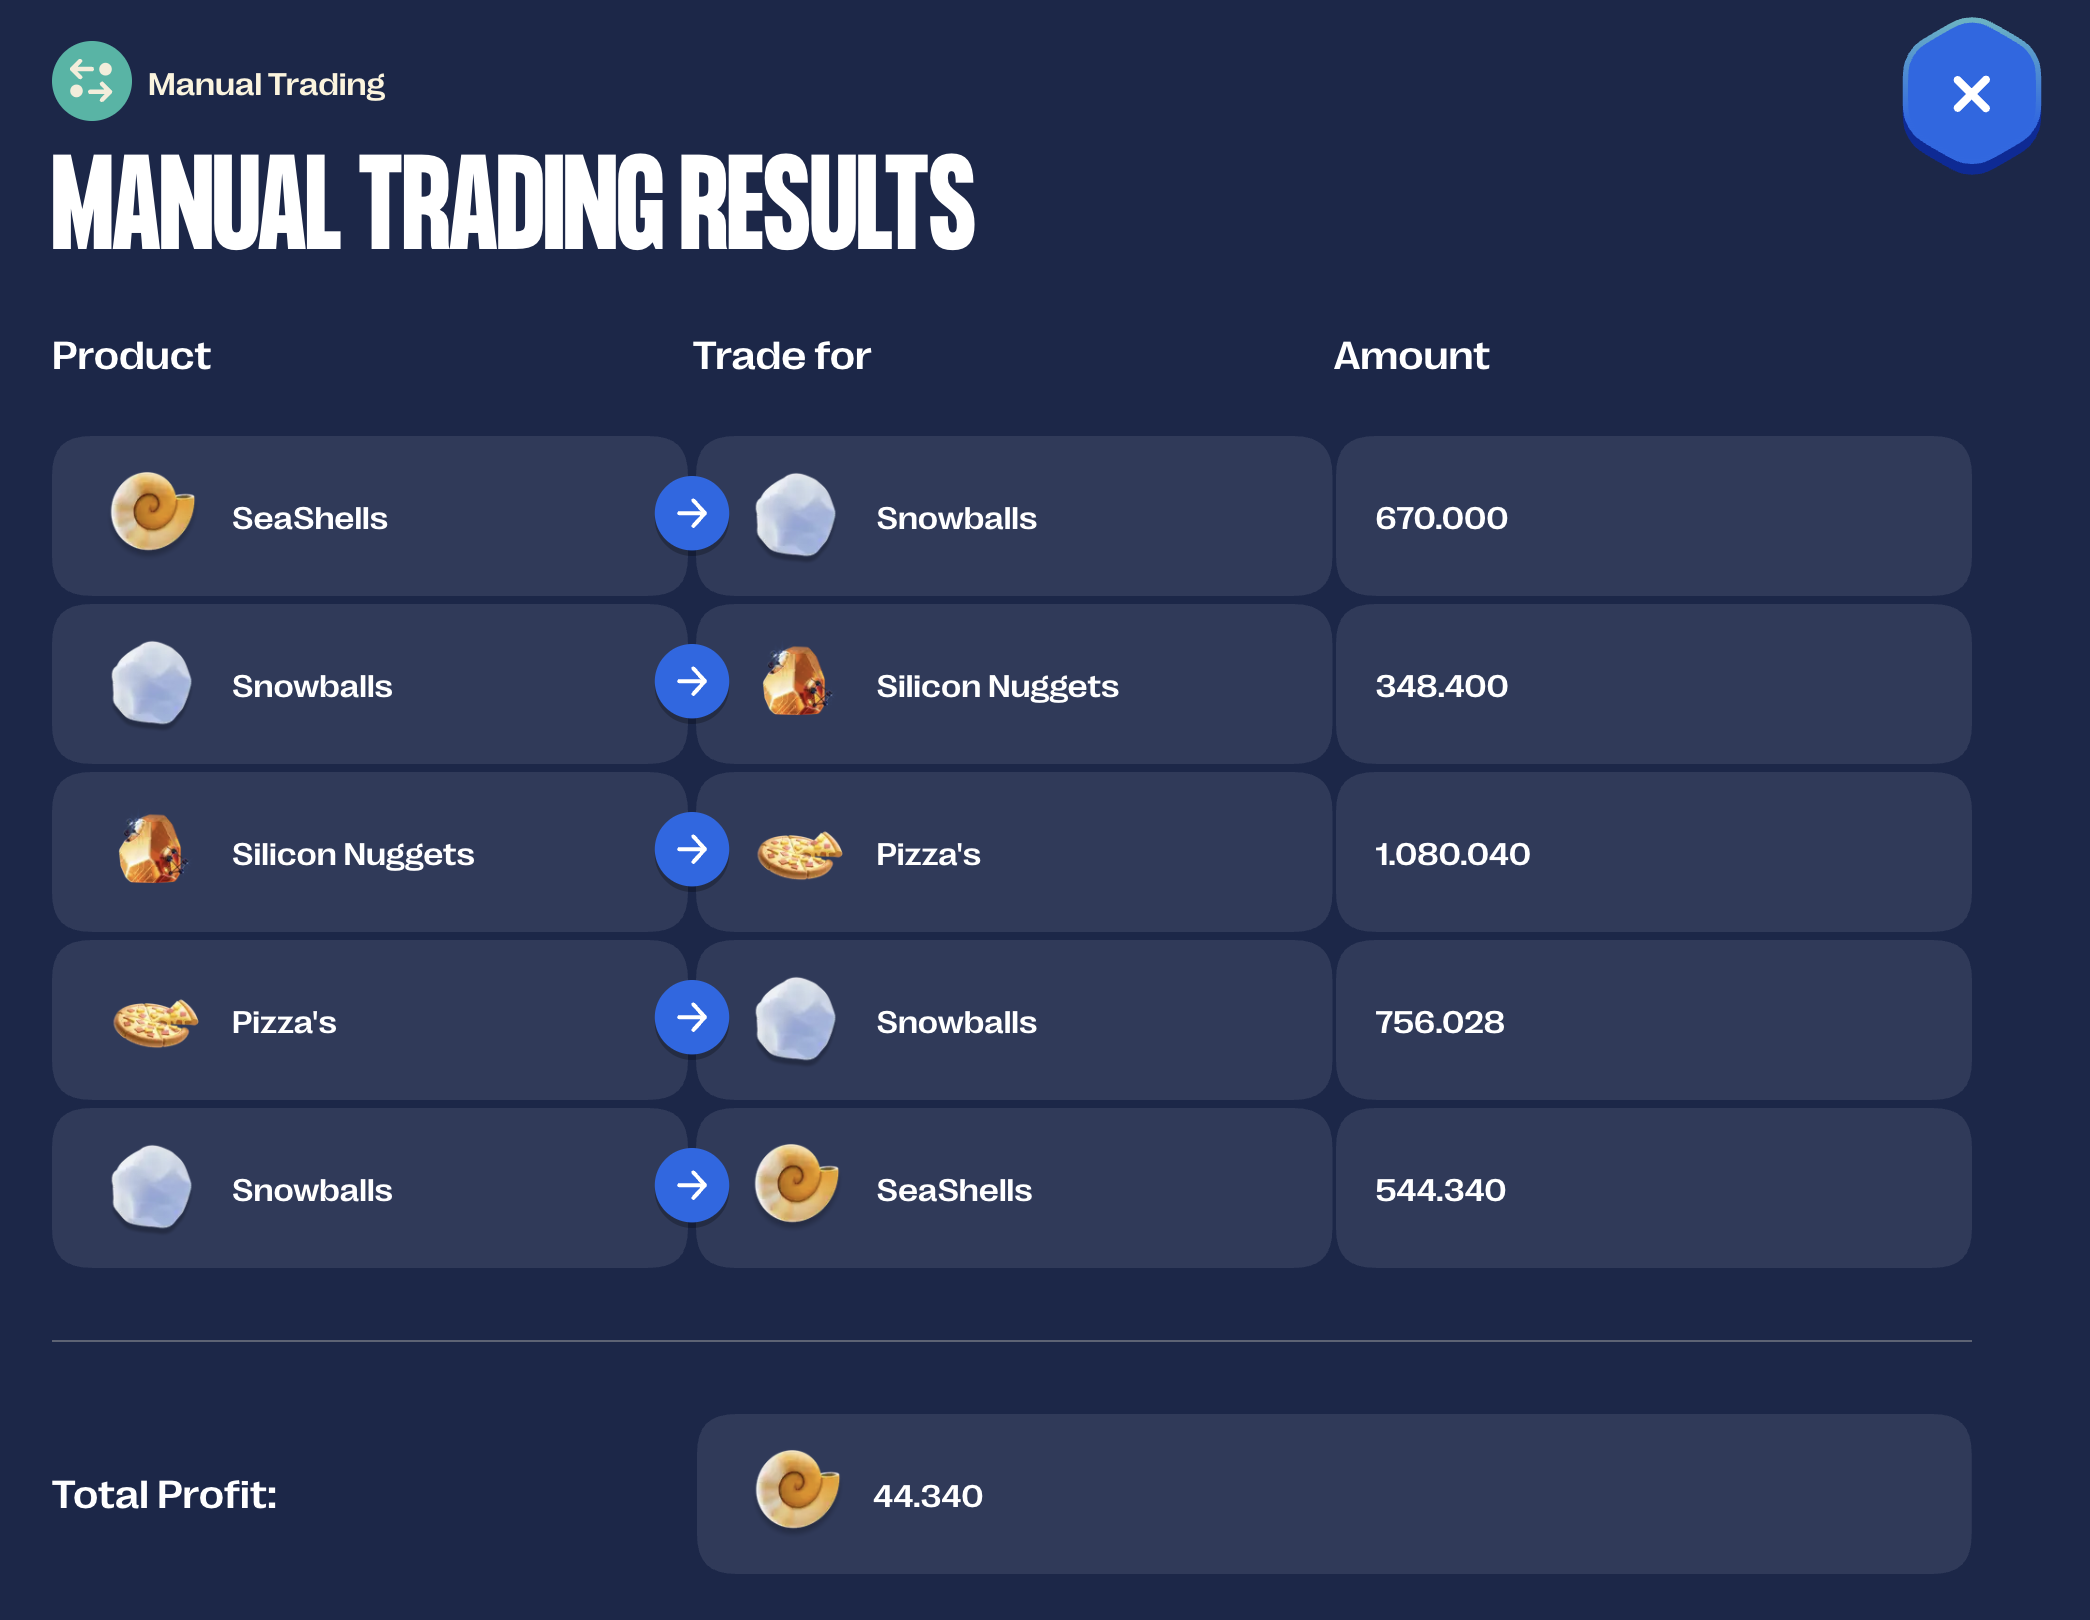 Manual Trading
MANUAL TRADING RESULTS
Product Trade for Amount
SeaShells Snowballs 670.000
Snowballs Silicon Nuggets 348.400
Silicon Nuggets Pizza's 1.080.040
Pizza's Snowballs 756.028
Snowballs SeaShells 544.340
Total Profit: 44.340